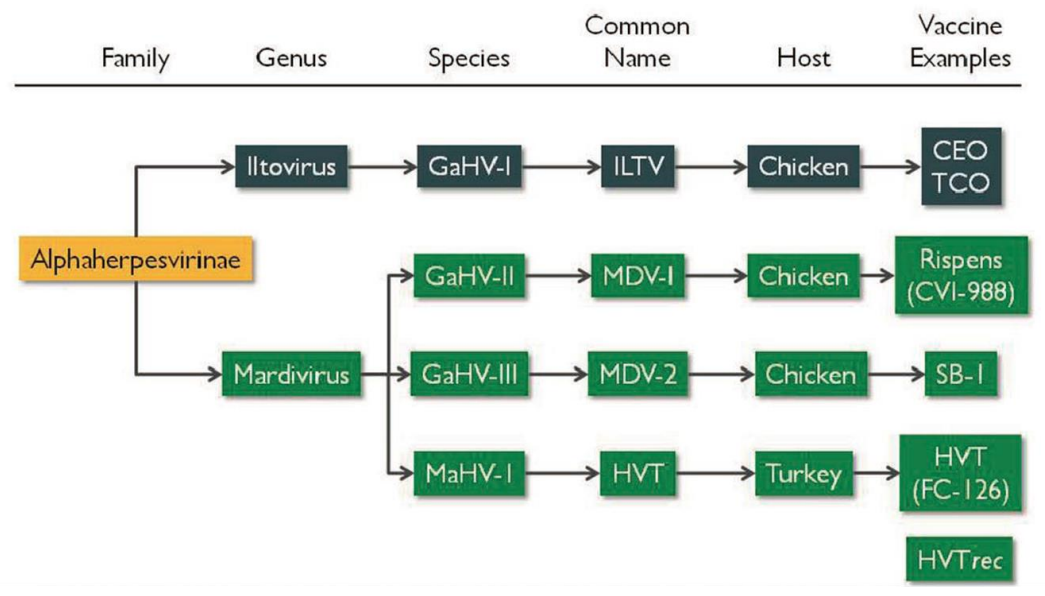 Family Genus Species Common Name Host Vaccine Examples
Iltovirus GaHV-I ILTV Chicken CEO TCO
Alphaherpesvirinae
GaHV-II MDV-1 Chicken Rispens (CVI-988)
Mardivirus GaHV-III MDV-2 Chicken SB-1
MaHV-1 HVT Turkey HVT (FC-126)
HVTrec